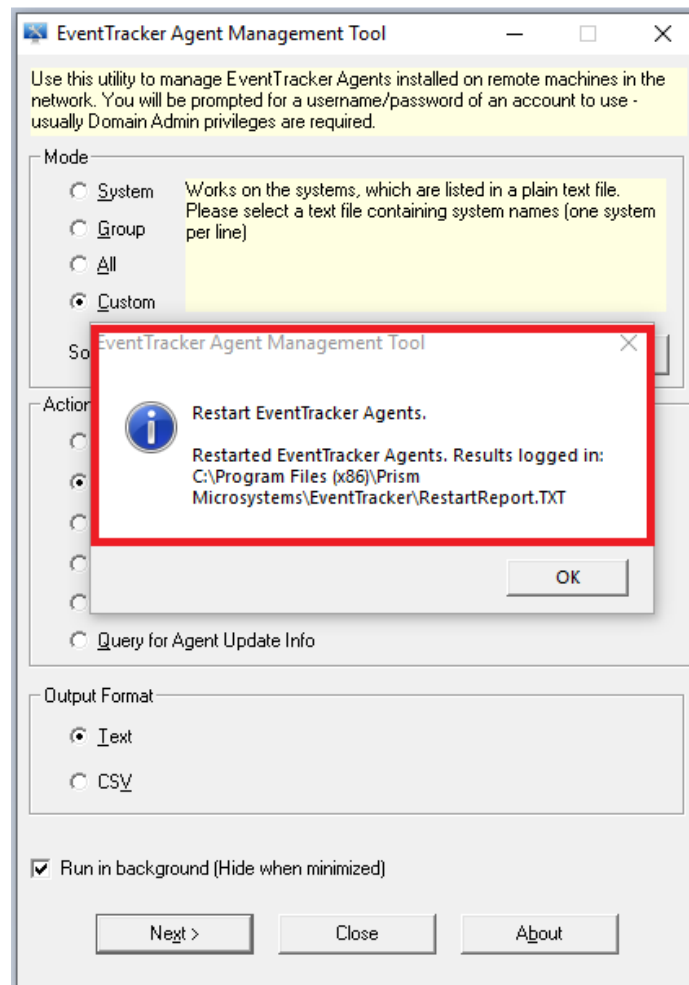 EventTracker Agent Management Tool
Use this utility to manage EventTracker Agents installed on remote machines in the
network. You will be prompted for a username/password of an account to use -
usually Domain Admin privileges are required.
Mode
System
Works on the systems, which are listed in a plain text file.
Please select a text file containing system names (one system
per line)
Group
All
Custom
So
EventTracker Agent Management Tool
Restart EventTracker Agents.
Restarted EventTracker Agents. Results logged in:
C:\Program Files (x86)\Prism
Microsystems\EventTracker\RestartReport.TXT
OK
Action
Query for Agent Update Info
Output Format
Text
CSV
Run in background (Hide when minimized)
Next >
Close
About